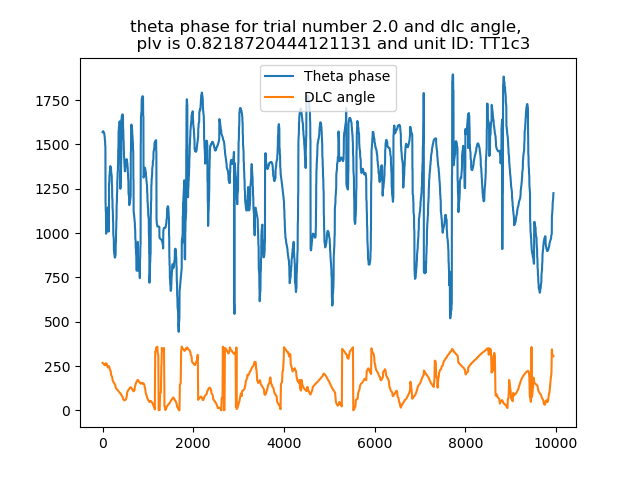 theta phase for trial number 2.0 and dlc angle,
plv is 0.8218720444121131 and unit ID: TT1c3
Theta phase
DLC angle
1750
1500
1250
1000
750
500
250
0
0 2000 4000 6000 8000 10000